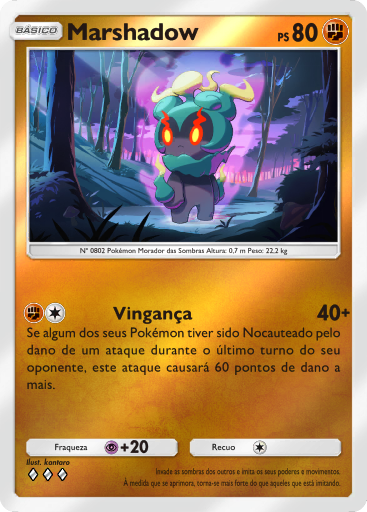 BÁSICO Marshadow PS 80
Nº 0802 Pokémon Morador das Sombras Altura: 0,7 m Peso: 22,2 kg
Vingança 40+
Se algum dos seus Pokémon tiver sido Nocauteado pelo
dano de um ataque durante o último turno do seu
oponente, este ataque causará 60 pontos de dano a
mais.
Fraqueza +20 Recuo
Ilust. kantaro
Invade as sombras dos outros e imita os seus poderes e movimentos.
À medida que se aprimora, torna-se mais forte do que aqueles que está imitando.